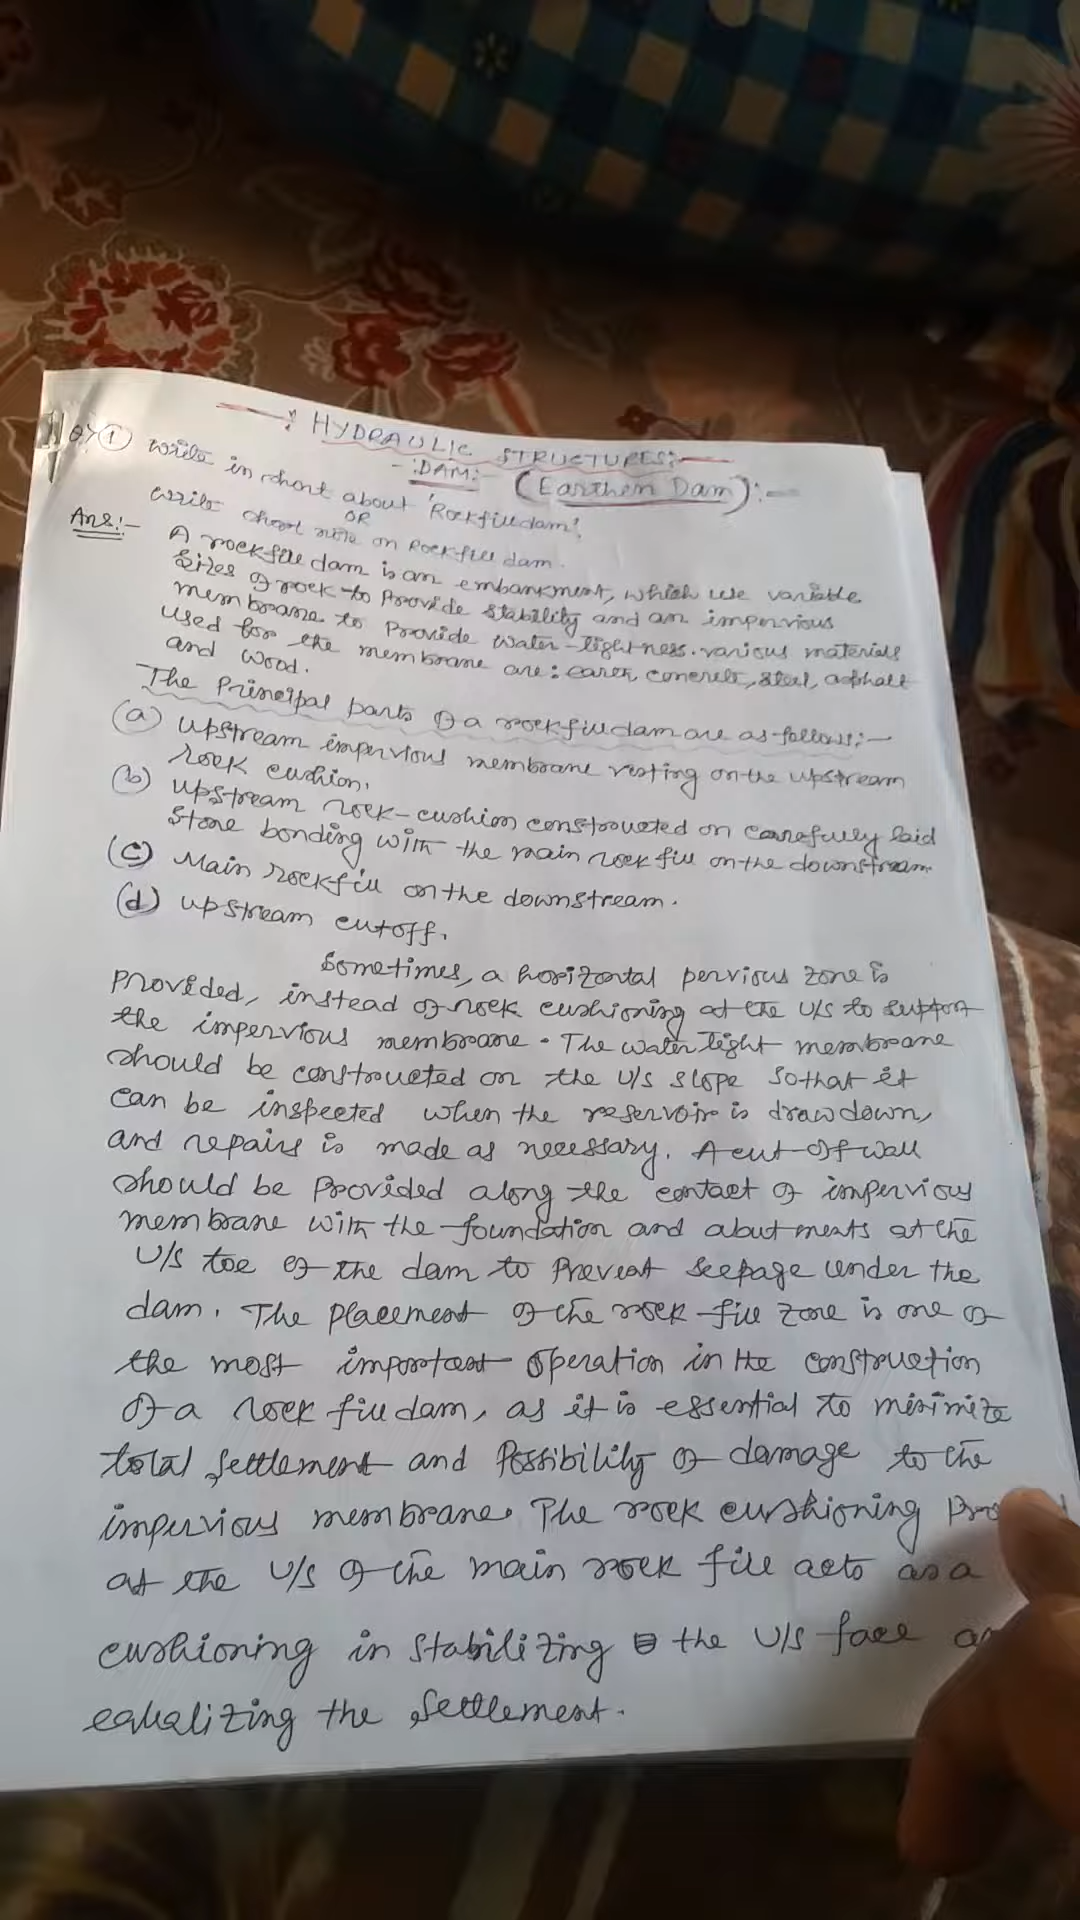 HYDRAULIC STRUCTURES:-
-:DAM:- (Earthen Dam):-
Q.>① Write in short about 'Rockfill dam'.
OR
Write short note on Rockfill dam.
Ans:- A rockfill dam is an embankment, which use variable
Sizes of rock to Provide stability and an impervious
membrane to Provide water-tightness. various materials
used for the membrane are: earth, concrete, steel, asphalt
and wood.
The Principal parts of a rockfill dam are as follows:-
(a) Upstream impervious membrane resting on the upstream
rock cushion.
(b) Upstream rock-cushion constructed on carefully laid
Stone bonding with the main rock fill on the downstream.
(c) Main rockfill on the downstream.
(d) upstream cutoff.
Sometimes, a horizontal pervious zone is
Provided, instead of rock cushioning at the U/S to support
the impervious membrane. The water tight membrane
should be constructed on the U/S slope so that it
can be inspected when the reservoir is drawdown,
and repairs is made as necessary. A cut-off wall
should be Provided along the contact of impervious
membrane with the foundation and abutments at the
U/S toe of the dam to Prevent seepage under the
dam. The placement of the rock-fill zone is one of
the most important operation in the construction
of a rock fill dam, as it is essential to minimize
total settlement and Possibility of damage to the
impervious membrane. The rock cushioning
at the U/S of the main rock fill acts as a
cushioning in stabilizing the U/S face
equalizing the settlement.